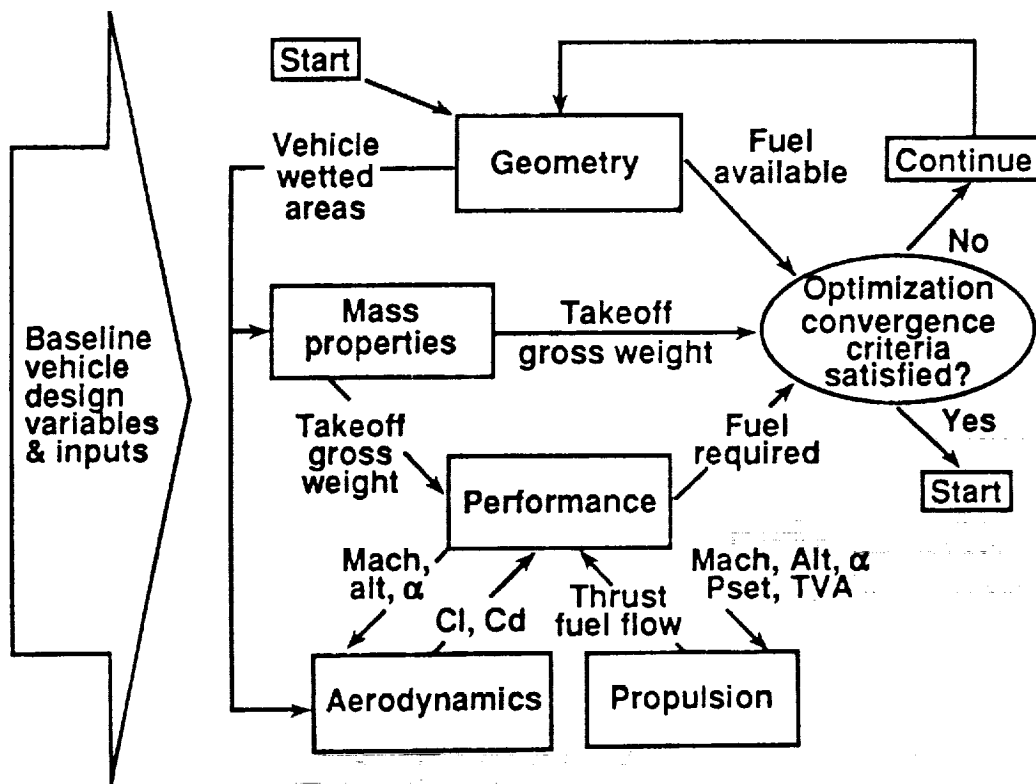 Start
Vehicle
wetted
areas
Geometry
Fuel
available
Continue
No
Baseline
vehicle
design
variables
& inputs
Mass
properties
Takeoff
gross weight
Optimization
convergence
criteria
satisfied?
Yes
Start
Takeoff
gross
weight
Fuel
required
Performance
Mach,
alt, α
Cl, Cd
Thrust
fuel flow
Mach, Alt, α
Pset, TVA
Aerodynamics
Propulsion